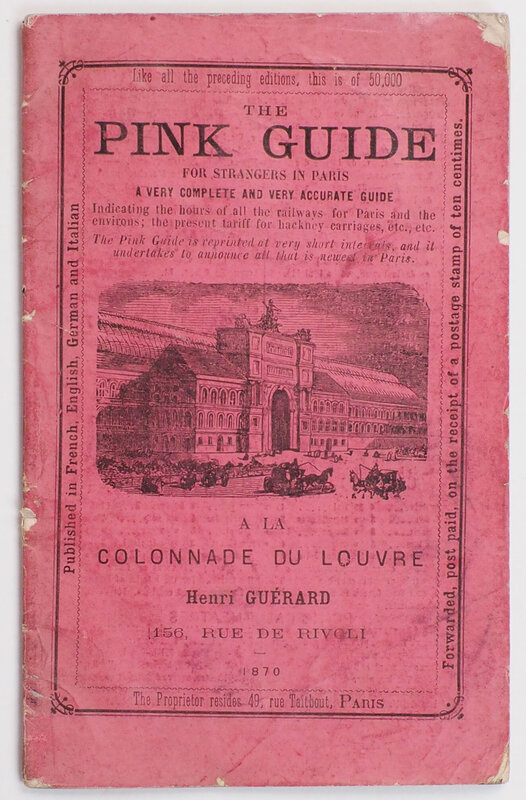 Like all the preceding editions, this is of 50,000
THE
PINK GUIDE
FOR STRANGERS IN PARIS
A VERY COMPLETE AND VERY ACCURATE GUIDE
Indicating the hours of all the railways for Paris and the
environs; the present tariff for hackney carriages, etc., etc.
The Pink Guide is reprinted at very short intervals, and it
undertakes to announce all that is newest in Paris.
Published in French, English, German and Italian
Forwarded, post paid, on the receipt of a postage stamp of ten centimes.
A LA
COLONNADE DU LOUVRE
Henri GUÉRARD
156, RUE DE RIVOLI
1870
The Proprietor resides 49, rue Taitbout, PARIS